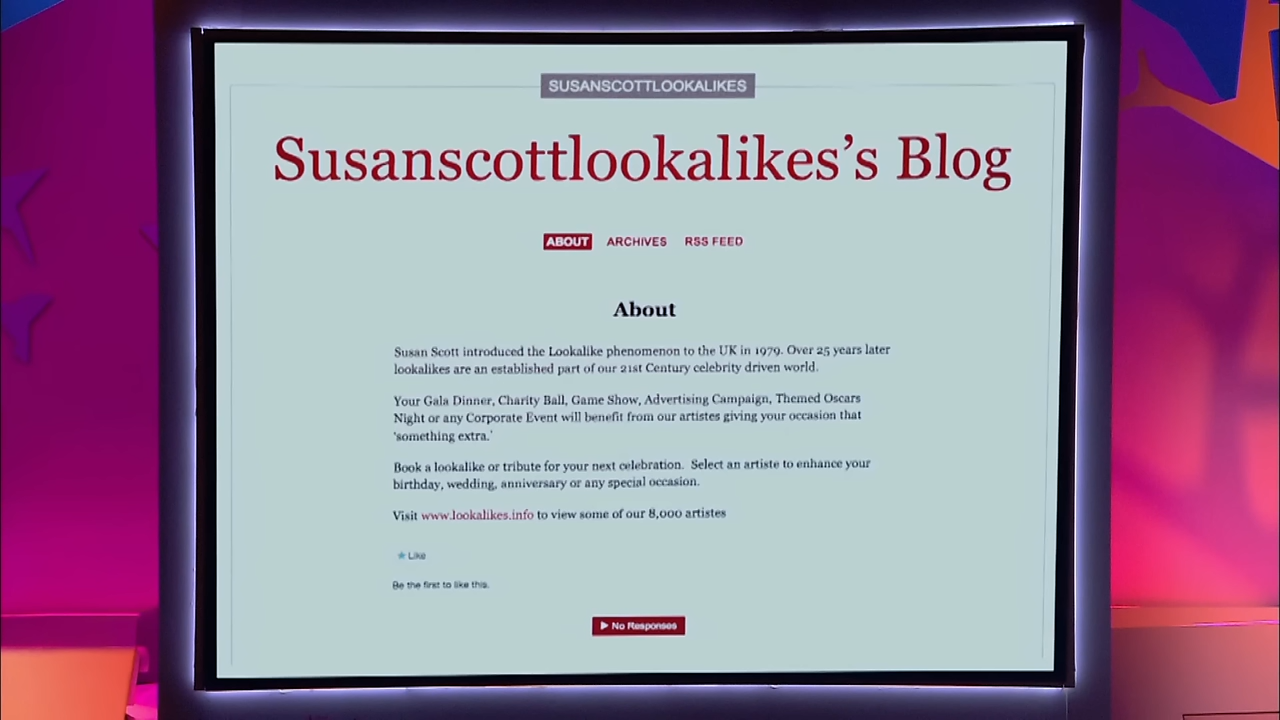 SUSANSCOTTLOOKALIKES
Susanscottlookalikes's Blog
ABOUT ARCHIVES RSS FEED
About
Susan Scott introduced the Lookalike phenomenon to the UK in 1979. Over 25 years later
lookalikes are an established part of our 21st Century celebrity driven world.
Your Gala Dinner, Charity Ball, Game Show, Advertising Campaign, Themed Oscars
Night or any Corporate Event will benefit from our artistes giving your occasion that
'something extra.'
Book a lookalike or tribute for your next celebration. Select an artiste to enhance your
birthday, wedding, anniversary or any special occasion.
Visit www.lookalikes.info to view some of our 8,000 artistes
Like
Be the first to like this.
No Responses